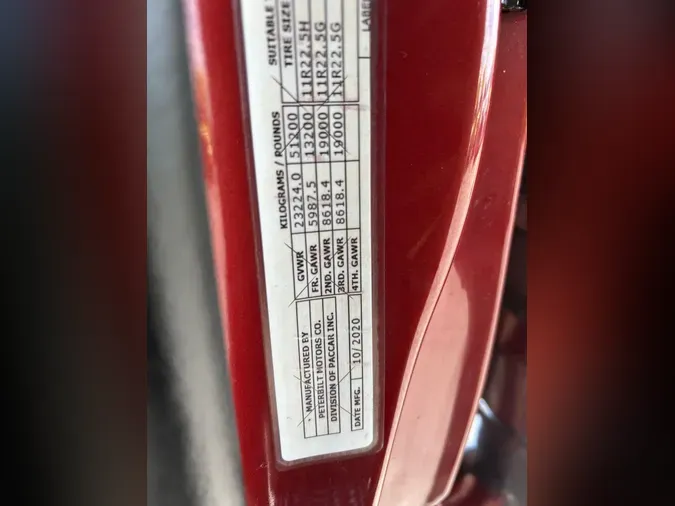 MANUFACTURED BY
PETERBILT MOTORS CO.
DIVISION OF PACCAR INC.
DATE MFG. 10/2020
KILOGRAMS / POUNDS SUITABLE
TIRE SIZE
GVWR 23224.0 51200
FR. GAWR 5987.5 13200 11R22.5H
2ND. GAWR 8618.4 19000 11R22.5G
3RD. GAWR 8618.4 19000 11R22.5G
4TH. GAWR